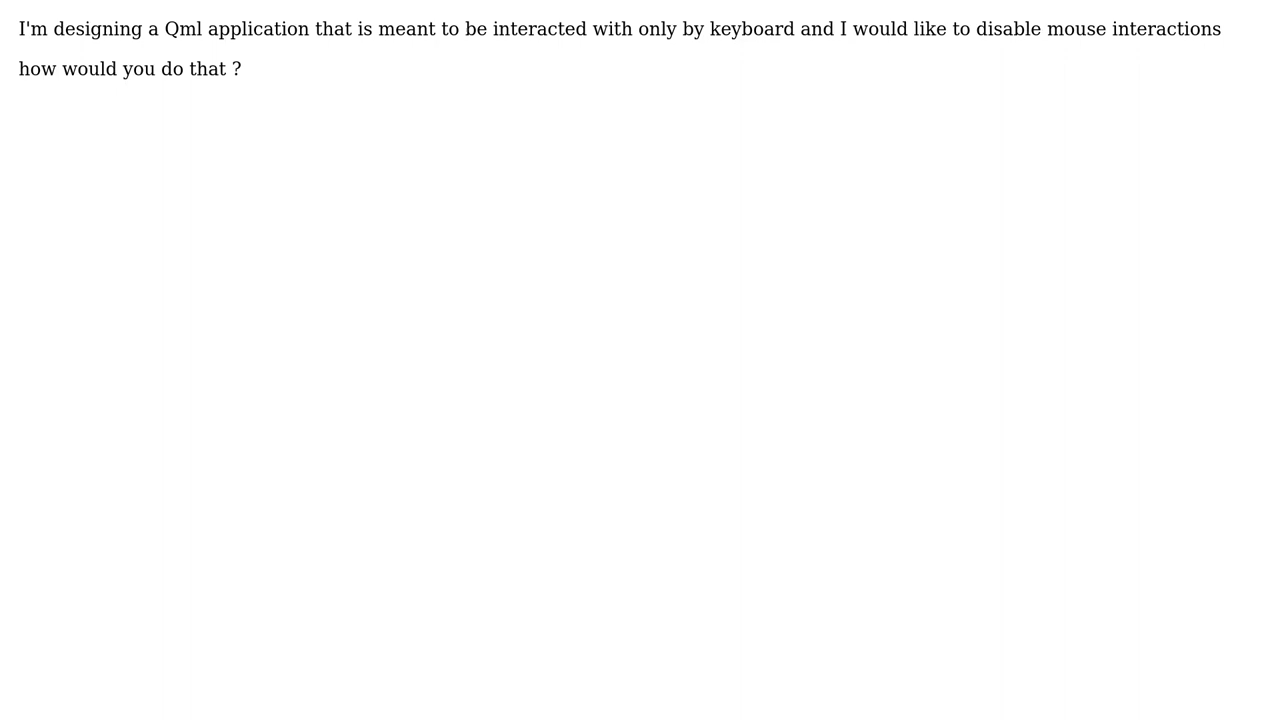 I'm designing a Qml application that is meant to be interacted with only by keyboard and I would like to disable mouse interactions
how would you do that ?